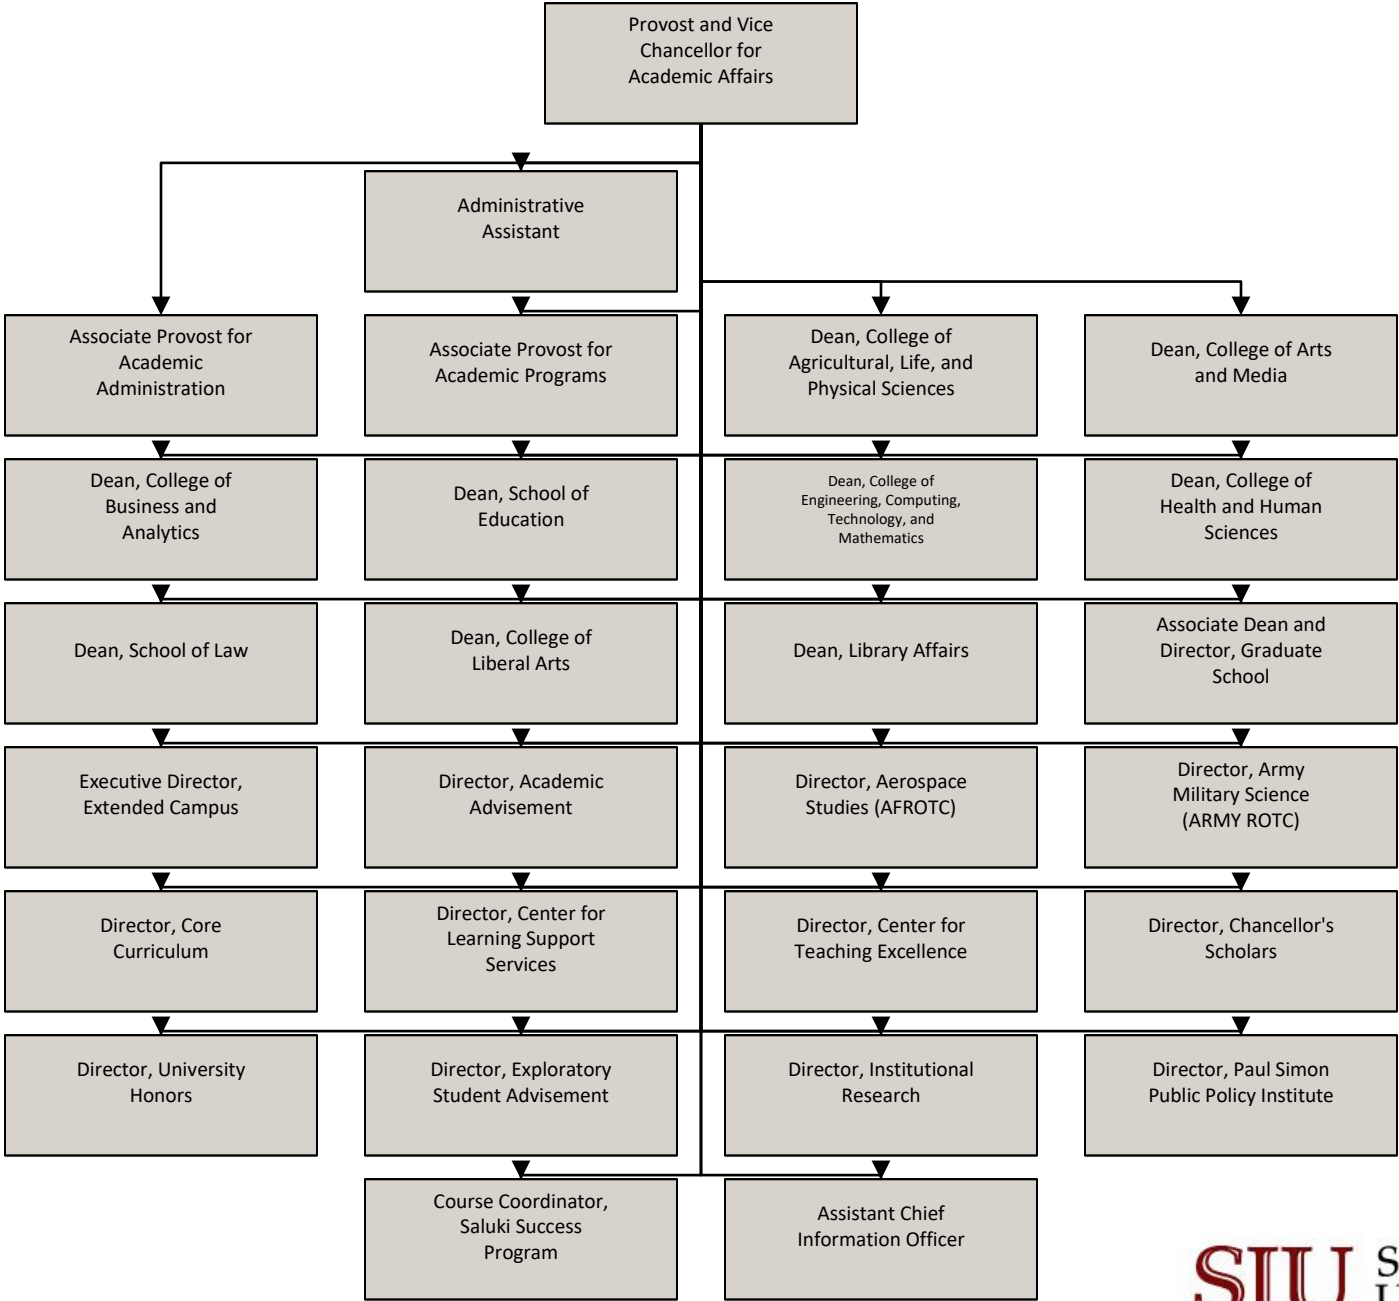 Provost and Vice
Chancellor for
Academic Affairs
Administrative
Assistant
Associate Provost for
Academic
Administration
Associate Provost for
Academic Programs
Dean, College of
Agricultural, Life, and
Physical Sciences
Dean, College of Arts
and Media
Dean, College of
Business and
Analytics
Dean, School of
Education
Dean, College of
Engineering, Computing,
Technology, and
Mathematics
Dean, College of
Health and Human
Sciences
Dean, School of Law
Dean, College of
Liberal Arts
Dean, Library Affairs
Associate Dean and
Director, Graduate
School
Executive Director,
Extended Campus
Director, Academic
Advisement
Director, Aerospace
Studies (AFROTC)
Director, Army
Military Science
(ARMY ROTC)
Director, Core
Curriculum
Director, Center for
Learning Support
Services
Director, Center for
Teaching Excellence
Director, Chancellor's
Scholars
Director, University
Honors
Director, Exploratory
Student Advisement
Director, Institutional
Research
Director, Paul Simon
Public Policy Institute
Course Coordinator,
Saluki Success
Program
Assistant Chief
Information Officer
SIU